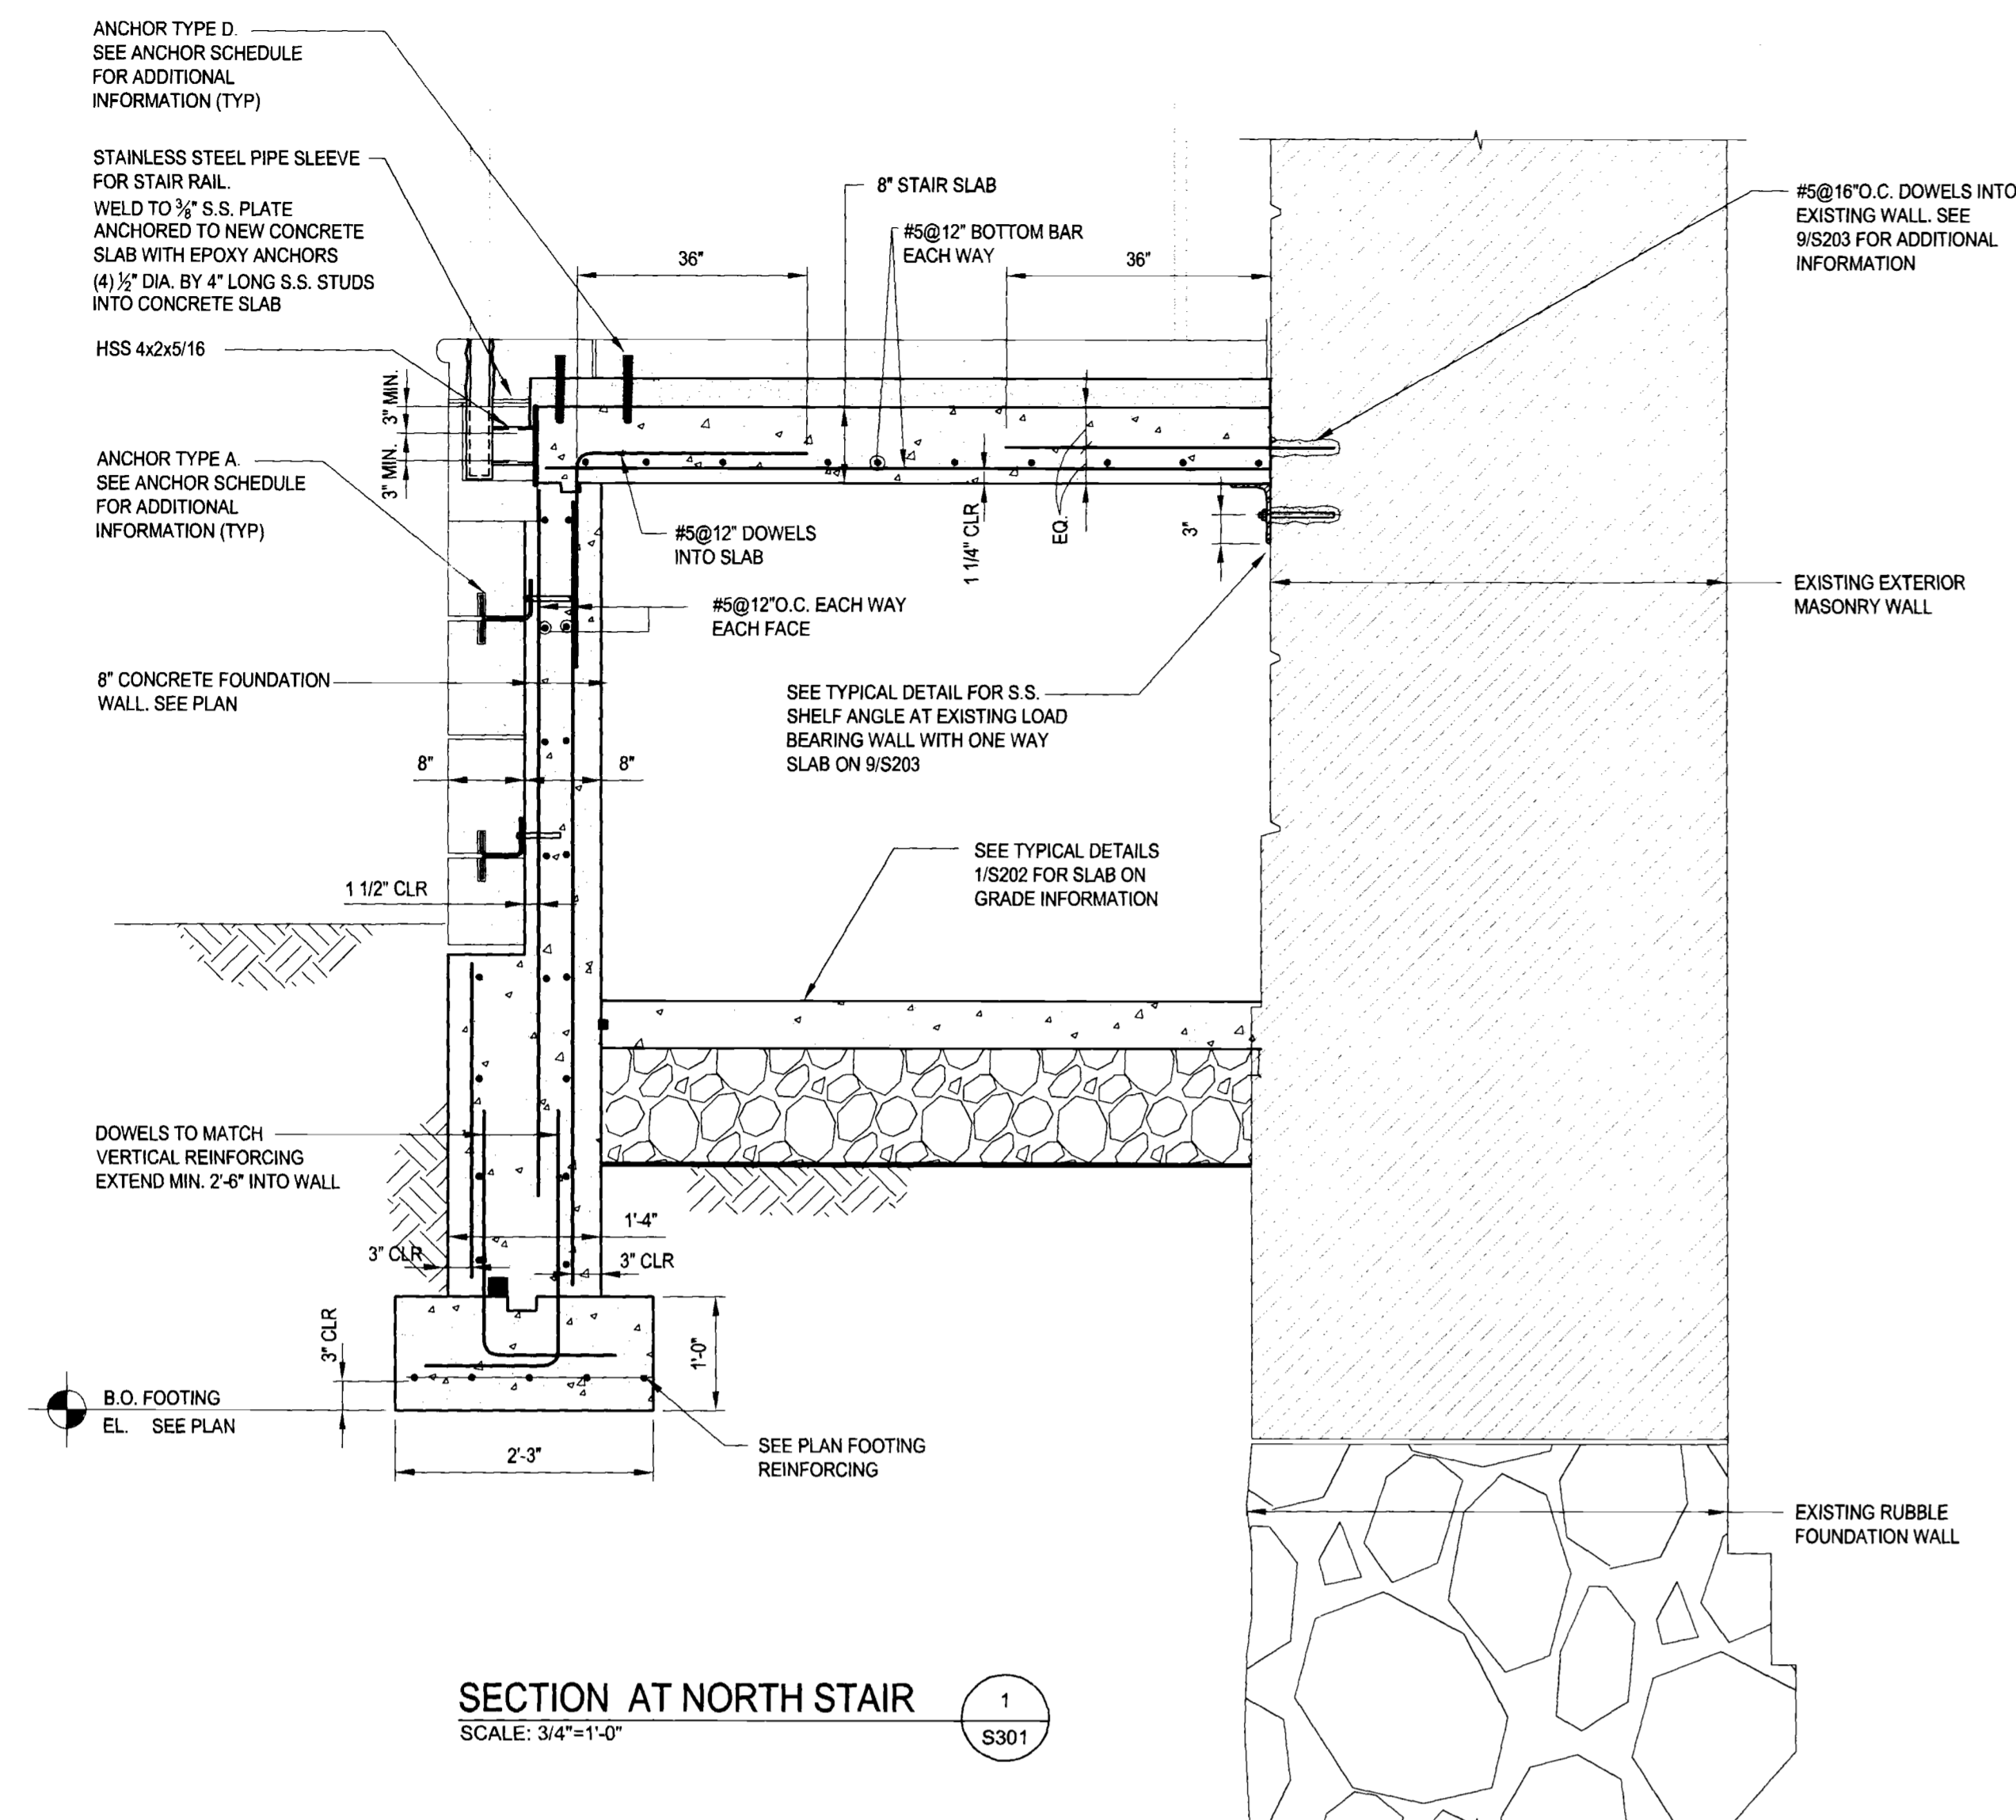 ANCHOR TYPE D.
SEE ANCHOR SCHEDULE
FOR ADDITIONAL
INFORMATION (TYP)
STAINLESS STEEL PIPE SLEEVE
FOR STAIR RAIL.
WELD TO ⅜" S.S. PLATE
ANCHORED TO NEW CONCRETE
SLAB WITH EPOXY ANCHORS
(4) ½" DIA. BY 4" LONG S.S. STUDS
INTO CONCRETE SLAB
HSS 4x2x5/16
3" MIN.
3" MIN.
ANCHOR TYPE A.
SEE ANCHOR SCHEDULE
FOR ADDITIONAL
INFORMATION (TYP)
8" STAIR SLAB
#5@12" BOTTOM BAR
EACH WAY
36"
36"
#5@16"O.C. DOWELS INTO
EXISTING WALL. SEE
9/S203 FOR ADDITIONAL
INFORMATION
#5@12" DOWELS
INTO SLAB
1 1/4" CLR
EQ.
3"
#5@12"O.C. EACH WAY
EACH FACE
EXISTING EXTERIOR
MASONRY WALL
8" CONCRETE FOUNDATION
WALL. SEE PLAN
SEE TYPICAL DETAIL FOR S.S.
SHELF ANGLE AT EXISTING LOAD
BEARING WALL WITH ONE WAY
SLAB ON 9/S203
8"
8"
SEE TYPICAL DETAILS
1/S202 FOR SLAB ON
GRADE INFORMATION
1 1/2" CLR
DOWELS TO MATCH
VERTICAL REINFORCING
EXTEND MIN. 2'-6" INTO WALL
1'-4"
3" CLR
3" CLR
3" CLR
1'-0"
B.O. FOOTING
EL. SEE PLAN
2'-3"
SEE PLAN FOOTING
REINFORCING
EXISTING RUBBLE
FOUNDATION WALL
SECTION AT NORTH STAIR
SCALE: 3/4"=1'-0"
1
S301